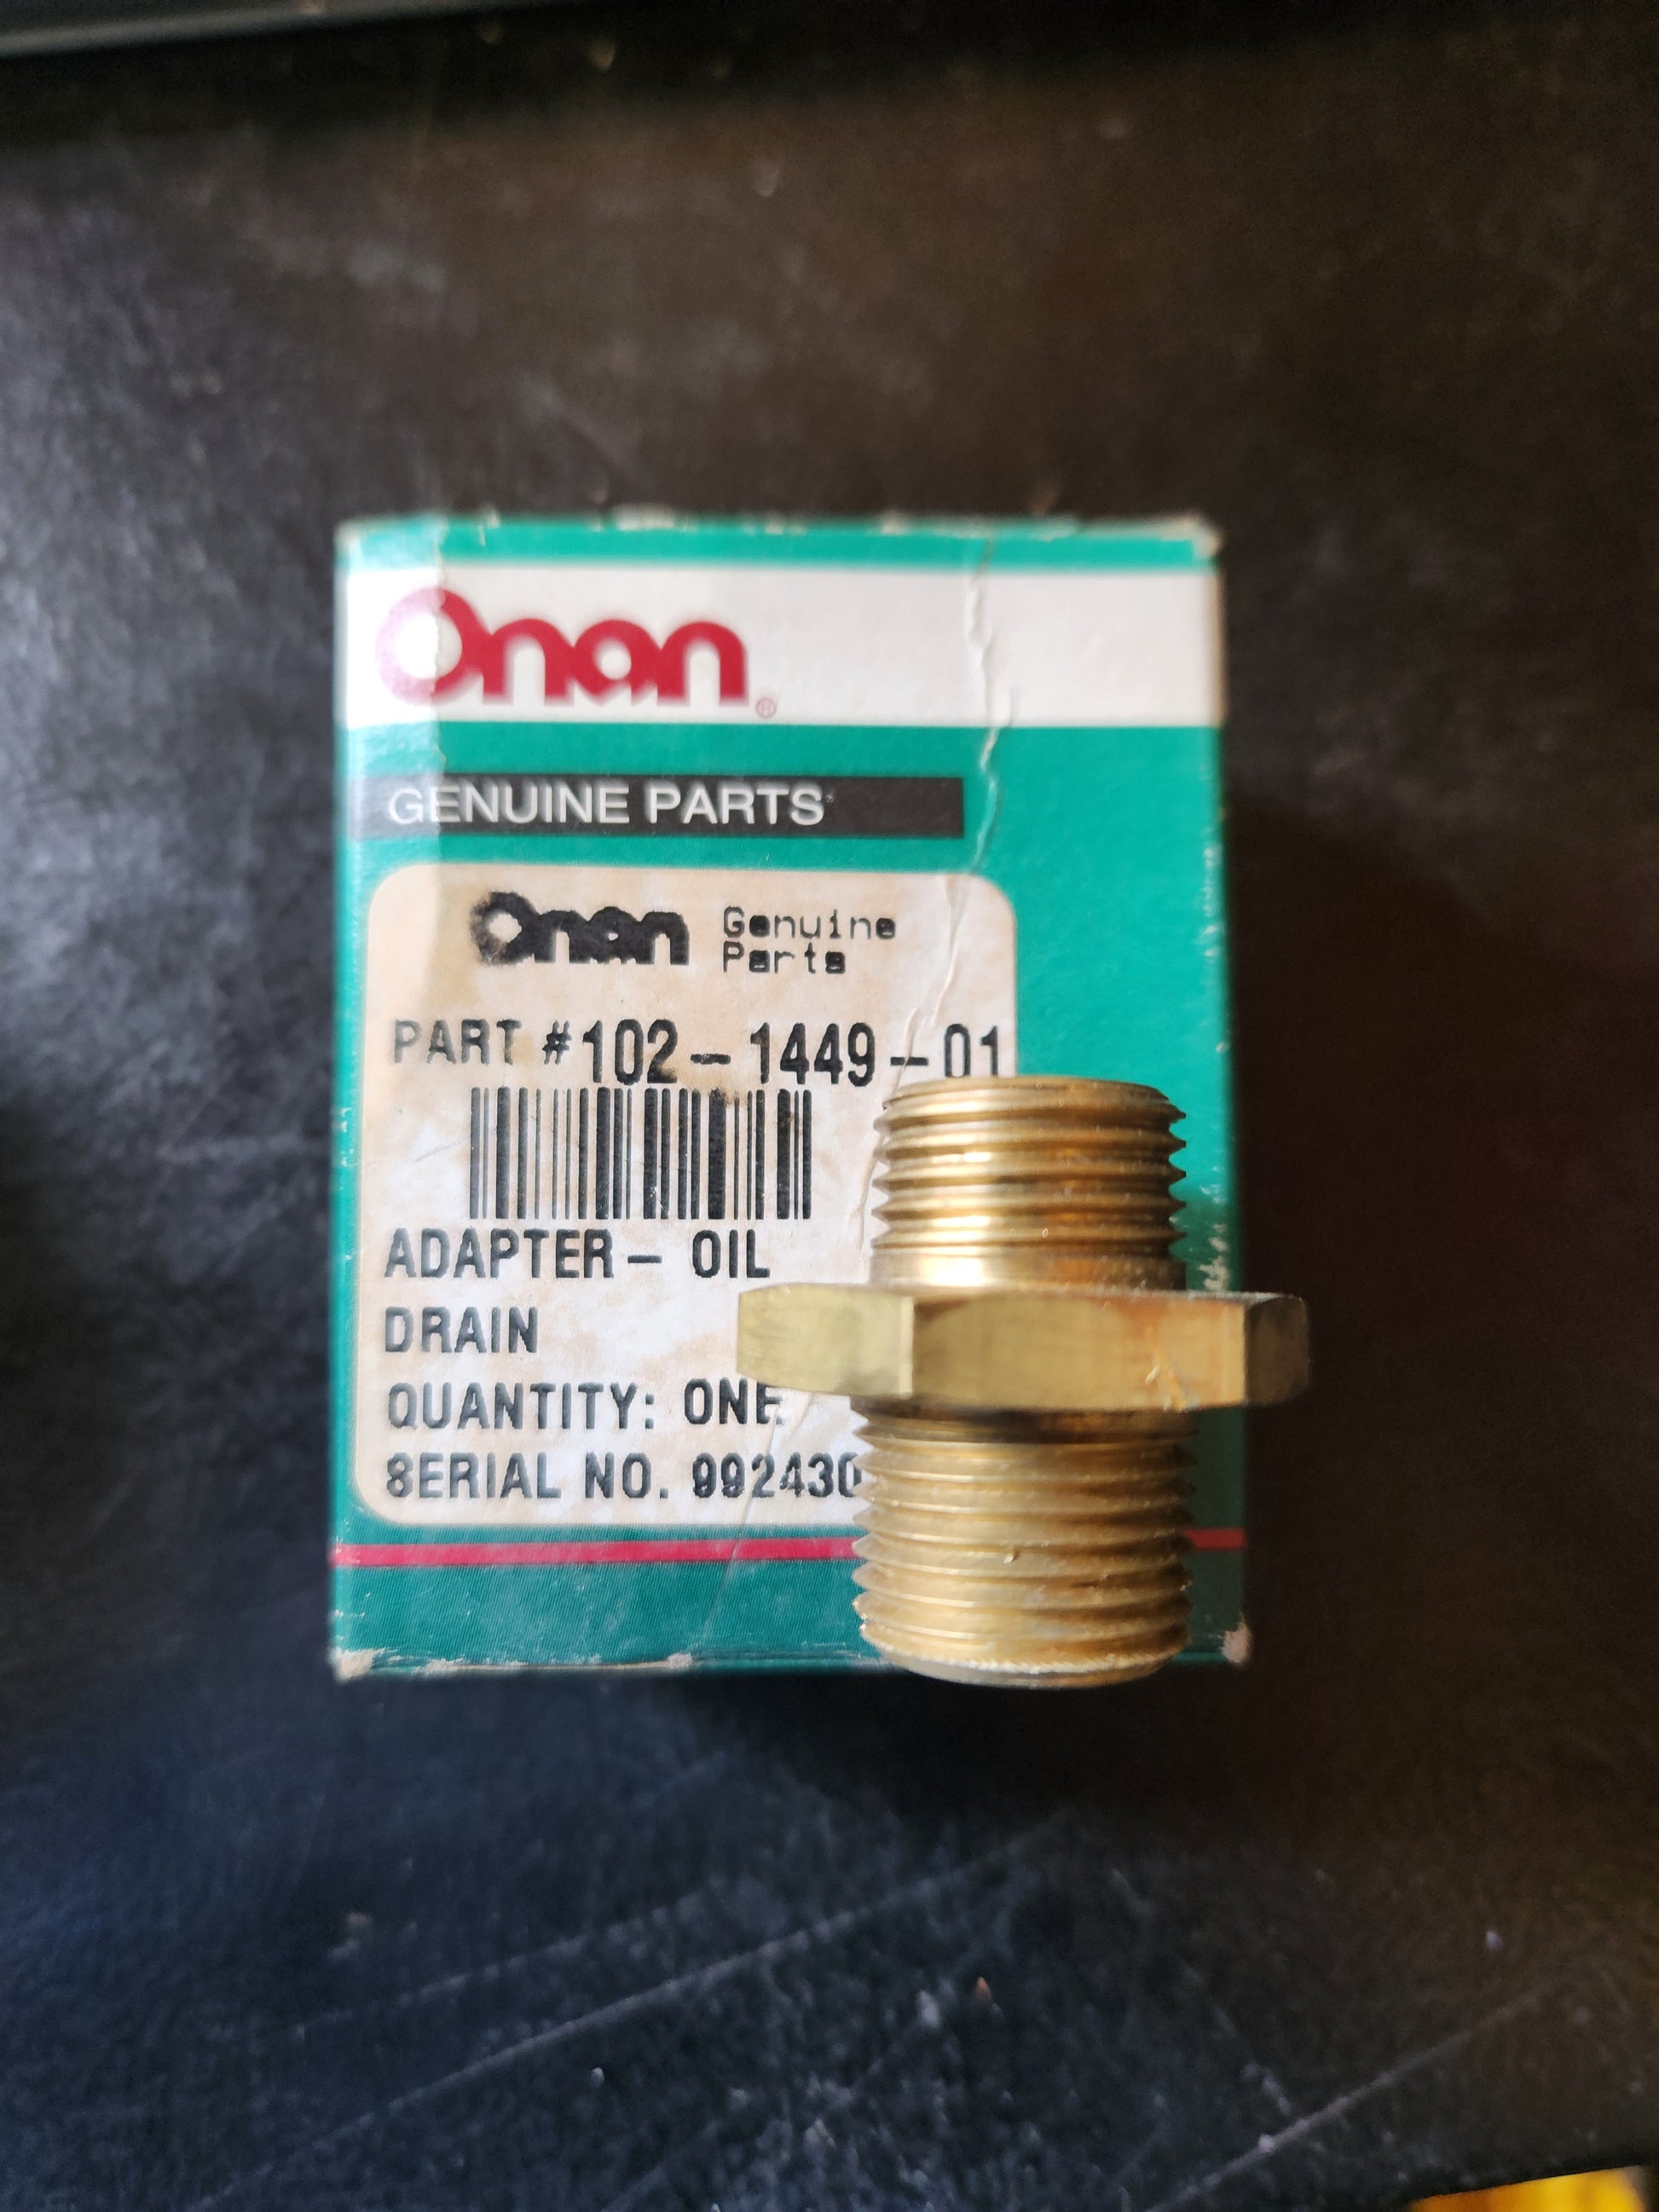 Onan®
GENUINE PARTS
Onan Genuine
Parts
PART #102-1449-01
ADAPTER- OIL
DRAIN
QUANTITY: ONE
SERIAL NO. 992430